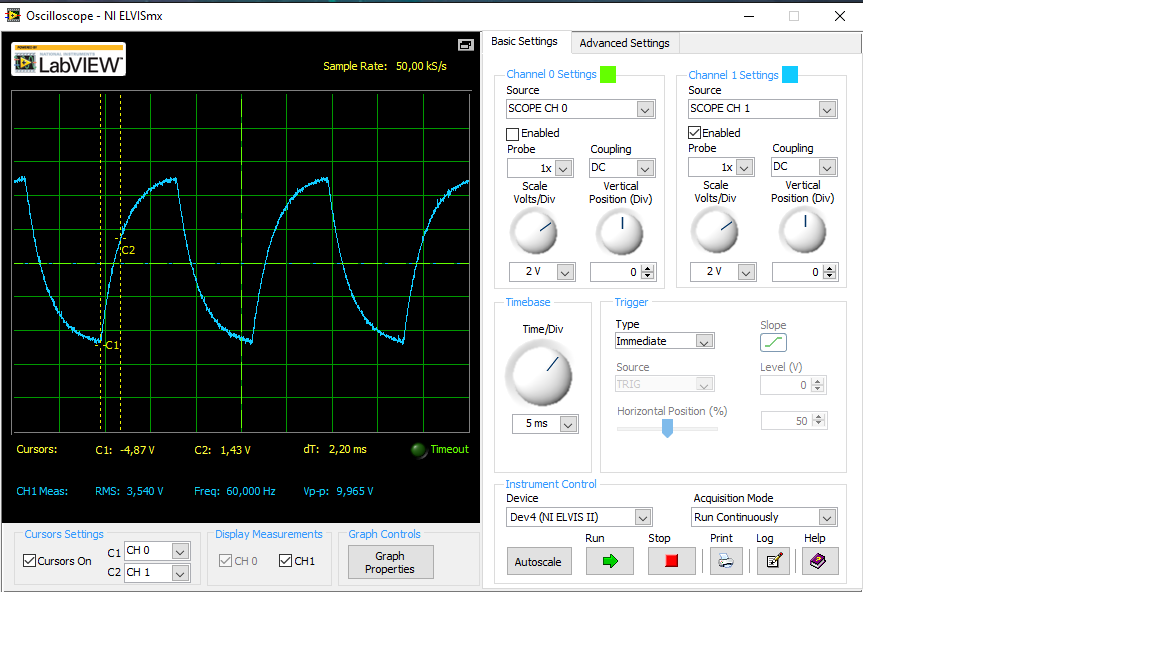 Oscilloscope - NI ELVISmx
POWERED BY
NATIONAL INSTRUMENTS
LabVIEW™
Sample Rate: 50,00 kS/s
C2
C1
Cursors: C1: -4,87 V C2: 1,43 V dT: 2,20 ms Timeout
CH1 Meas: RMS: 3,540 V Freq: 60,000 Hz Vp-p: 9,965 V
Cursors Settings
Cursors On
C1 CH 0
C2 CH 1
Display Measurements
CH 0 CH1
Graph Controls
Graph
Properties
Basic Settings Advanced Settings
Channel 0 Settings
Source
SCOPE CH 0
Enabled
Probe Coupling
1x DC
Scale Vertical
Volts/Div Position (Div)
2 V 0
Channel 1 Settings
Source
SCOPE CH 1
Enabled
Probe Coupling
1x DC
Scale Vertical
Volts/Div Position (Div)
2 V 0
Timebase
Time/Div
5 ms
Trigger
Type Slope
Immediate
Source Level (V)
TRIG 0
Horizontal Position (%)
50
Instrument Control
Device Acquisition Mode
Dev4 (NI ELVIS II) Run Continuously
Run Stop Print Log Help
Autoscale